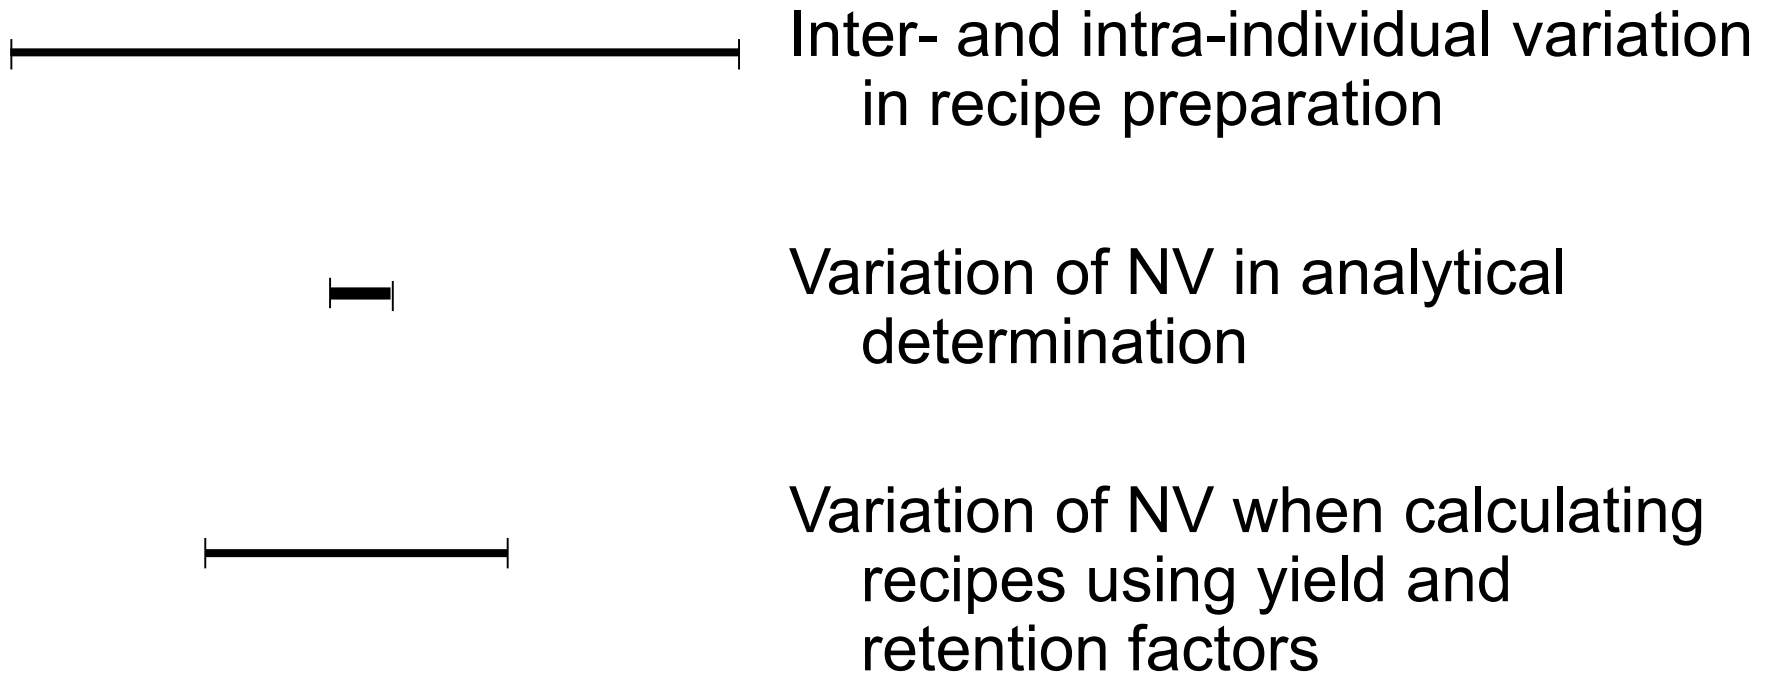 Inter- and intra-individual variation
in recipe preparation
Variation of NV in analytical
determination
Variation of NV when calculating
recipes using yield and
retention factors